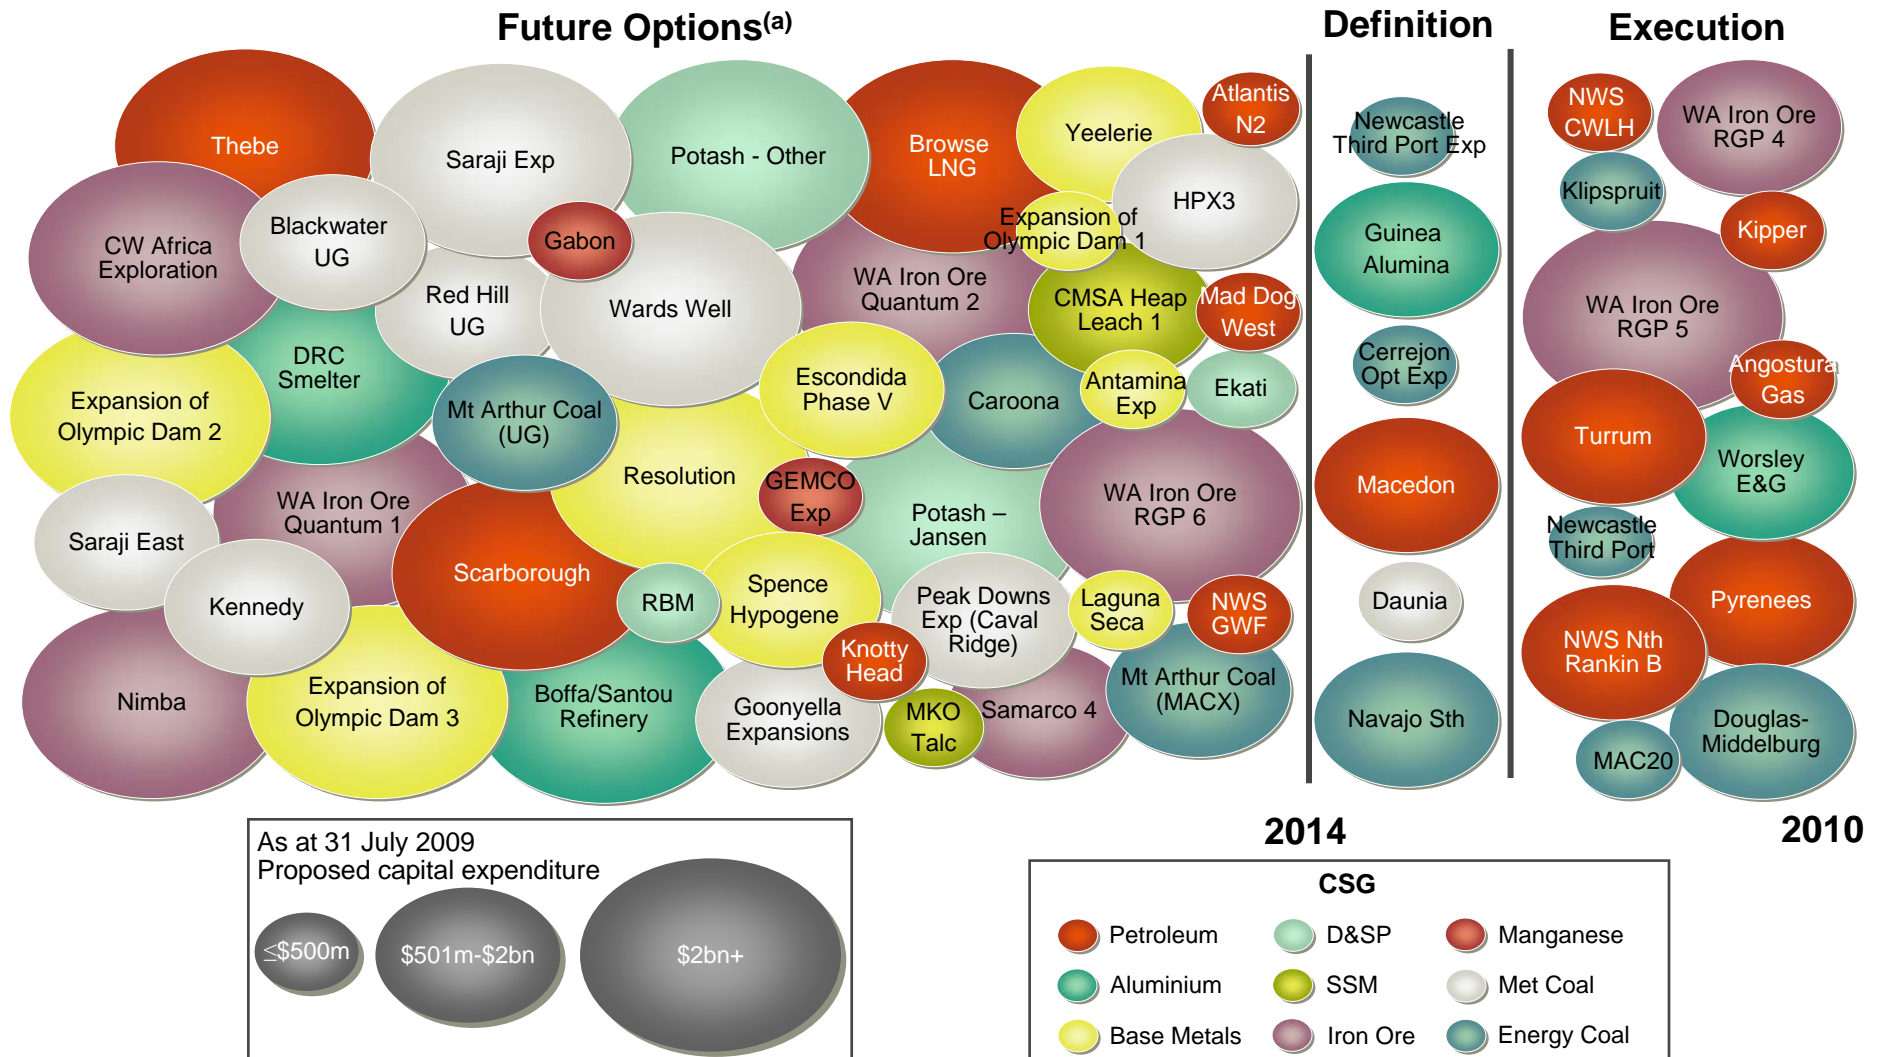 Future Options(a)
Definition
Execution
Thebe
Saraji Exp
Potash - Other
Browse
LNG
Yeelerie
Atlantis
N2
HPX3
CW Africa
Exploration
Blackwater
UG
Gabon
Expansion of
Olympic Dam 1
Red Hill
UG
Wards Well
WA Iron Ore
Quantum 2
CMSA Heap
Leach 1
Mad Dog
West
DRC
Smelter
Expansion of
Olympic Dam 2
Mt Arthur Coal
(UG)
Escondida
Phase V
Caroona
Antamina
Exp
Ekati
Resolution
GEMCO
Exp
Potash –
Jansen
WA Iron Ore
RGP 6
WA Iron Ore
Quantum 1
Saraji East
Scarborough
Kennedy
RBM
Spence
Hypogene
Peak Downs
Exp (Caval
Ridge)
Laguna
Seca
NWS
GWF
Knotty
Head
Nimba
Expansion of
Olympic Dam 3
Boffa/Santou
Refinery
Goonyella
Expansions
MKO
Talc
Samarco 4
Mt Arthur Coal
(MACX)
Newcastle
Third Port Exp
Guinea
Alumina
Cerrejon
Opt Exp
Macedon
Daunia
Navajo Sth
NWS
CWLH
WA Iron Ore
RGP 4
Klipspruit
Kipper
WA Iron Ore
RGP 5
Angostura
Gas
Turrum
Worsley
E&G
Newcastle
Third Port
Pyrenees
NWS Nth
Rankin B
Douglas-
Middelburg
MAC20
2014
2010
As at 31 July 2009
Proposed capital expenditure
≤$500m
$501m-$2bn
$2bn+
CSG
Petroleum
D&SP
Manganese
Aluminium
SSM
Met Coal
Base Metals
Iron Ore
Energy Coal